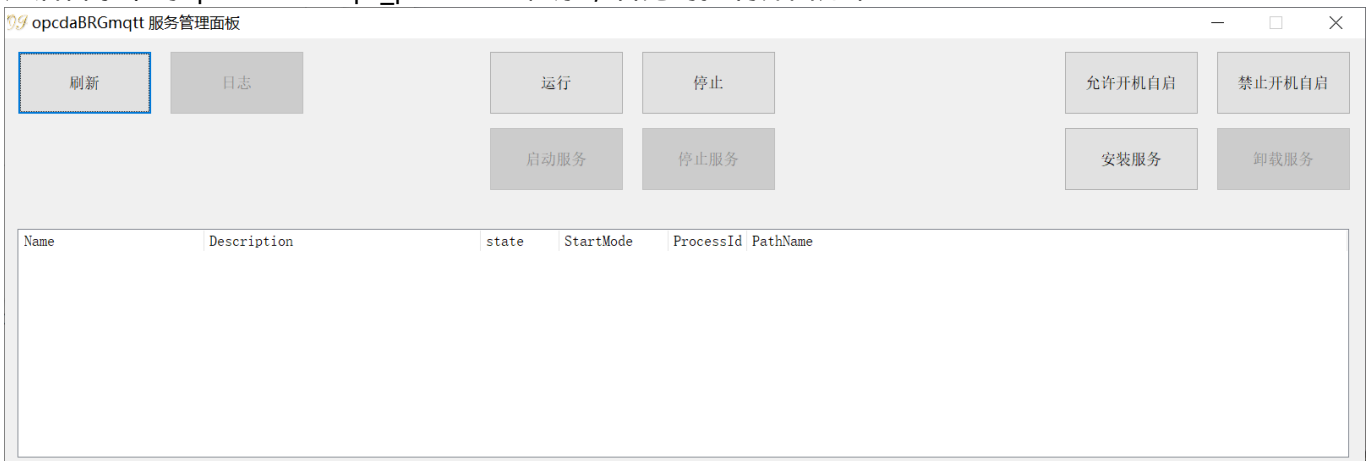 opcdaBRGmqtt 服务管理面板
刷新 日志 运行 停止 允许开机自启 禁止开机自启
启动服务 停止服务 安装服务 卸载服务
Name Description state StartMode ProcessId PathName